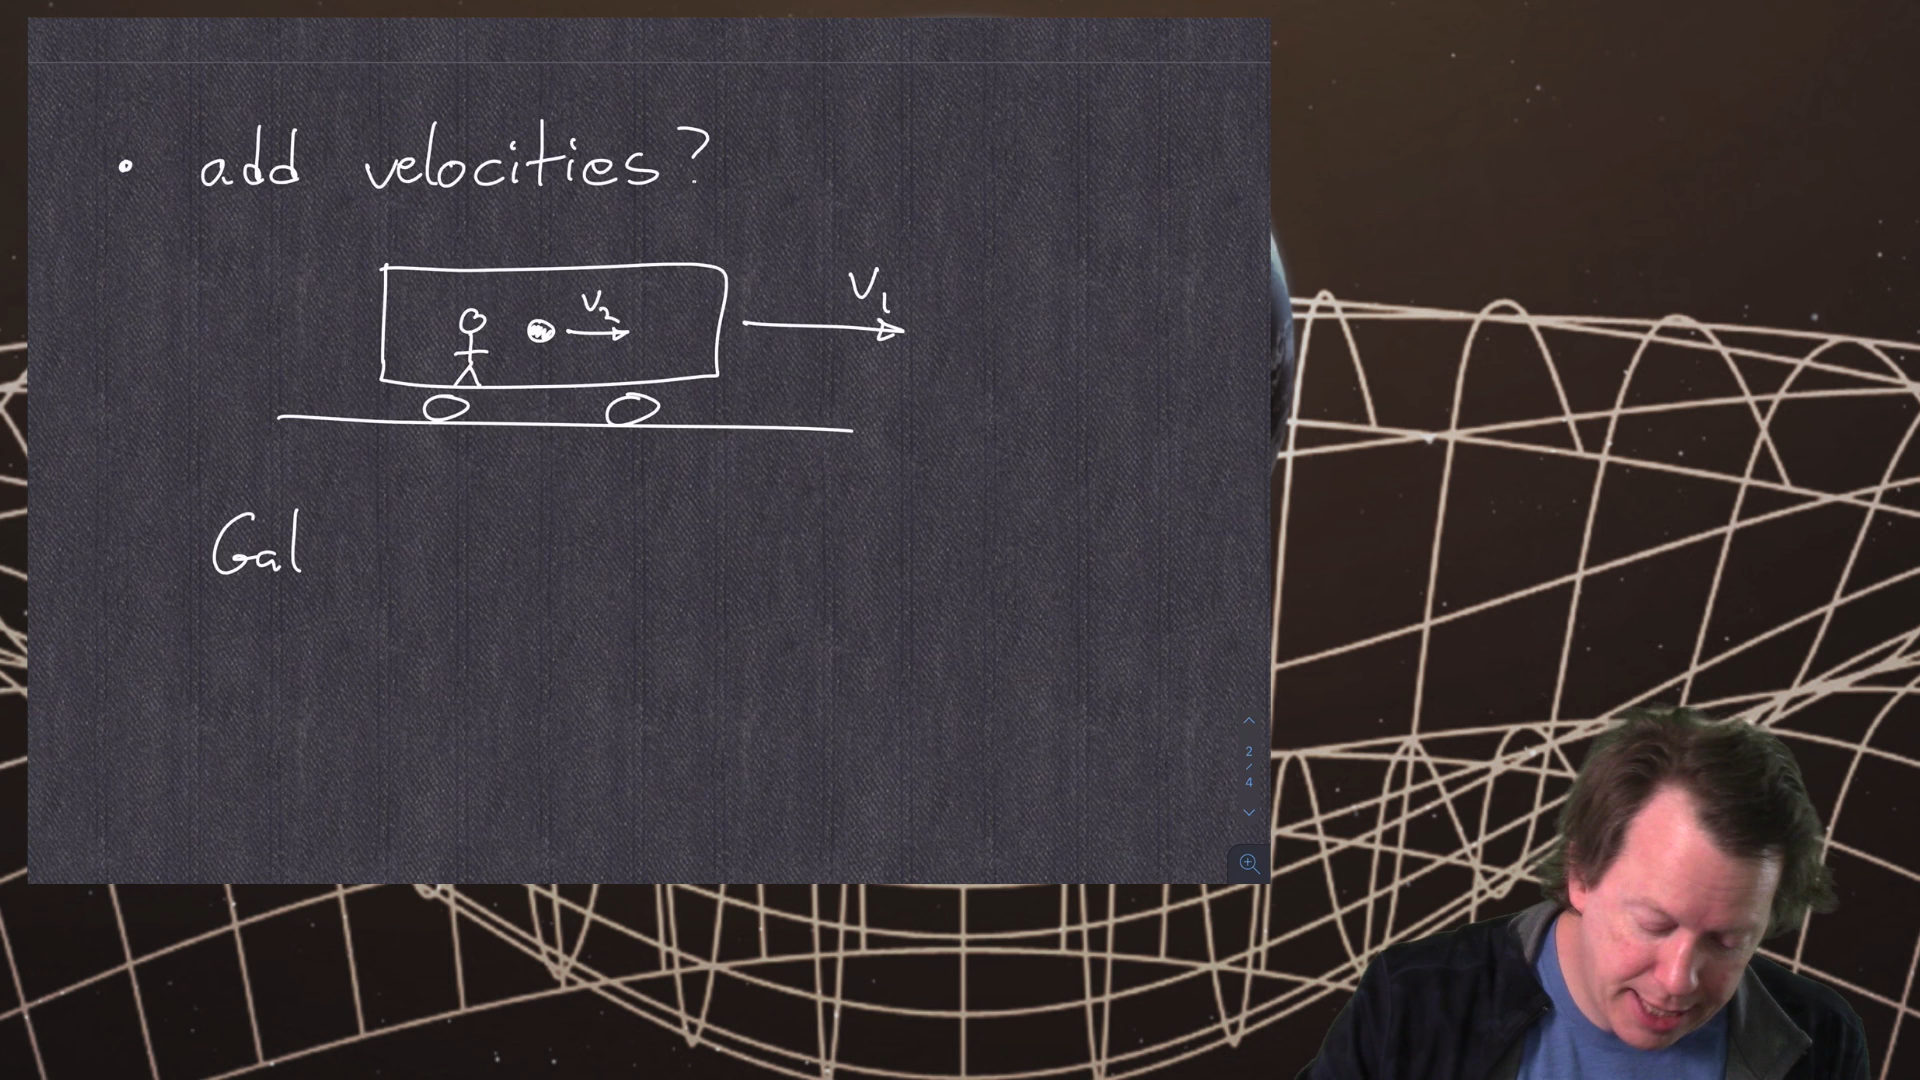 • add velocities?
V₂
V₁
Gal
2
/
4